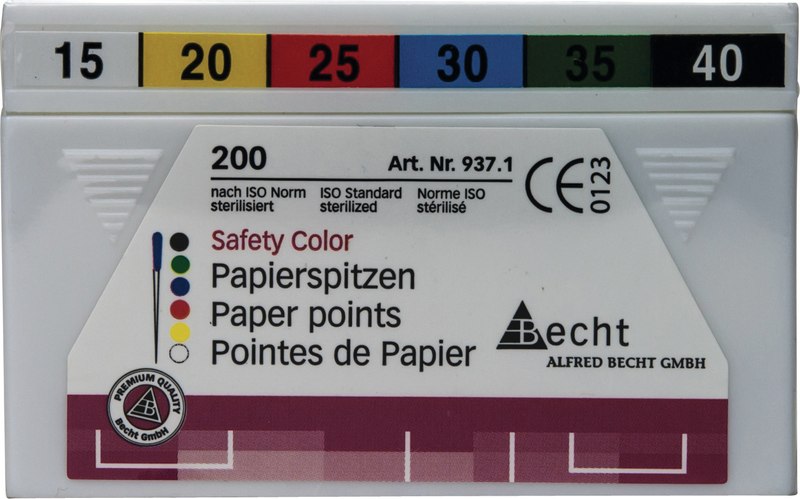 15 20 25 30 35 40
200 Art. Nr. 937.1
nach ISO Norm ISO Standard Norme ISO
sterilisiert sterilized stérilisé
CE 0123
Safety Color
Papierspitzen
Paper points
Pointes de Papier
Becht
ALFRED BECHT GMBH
PREMIUM QUALITY
B
Becht GmbH